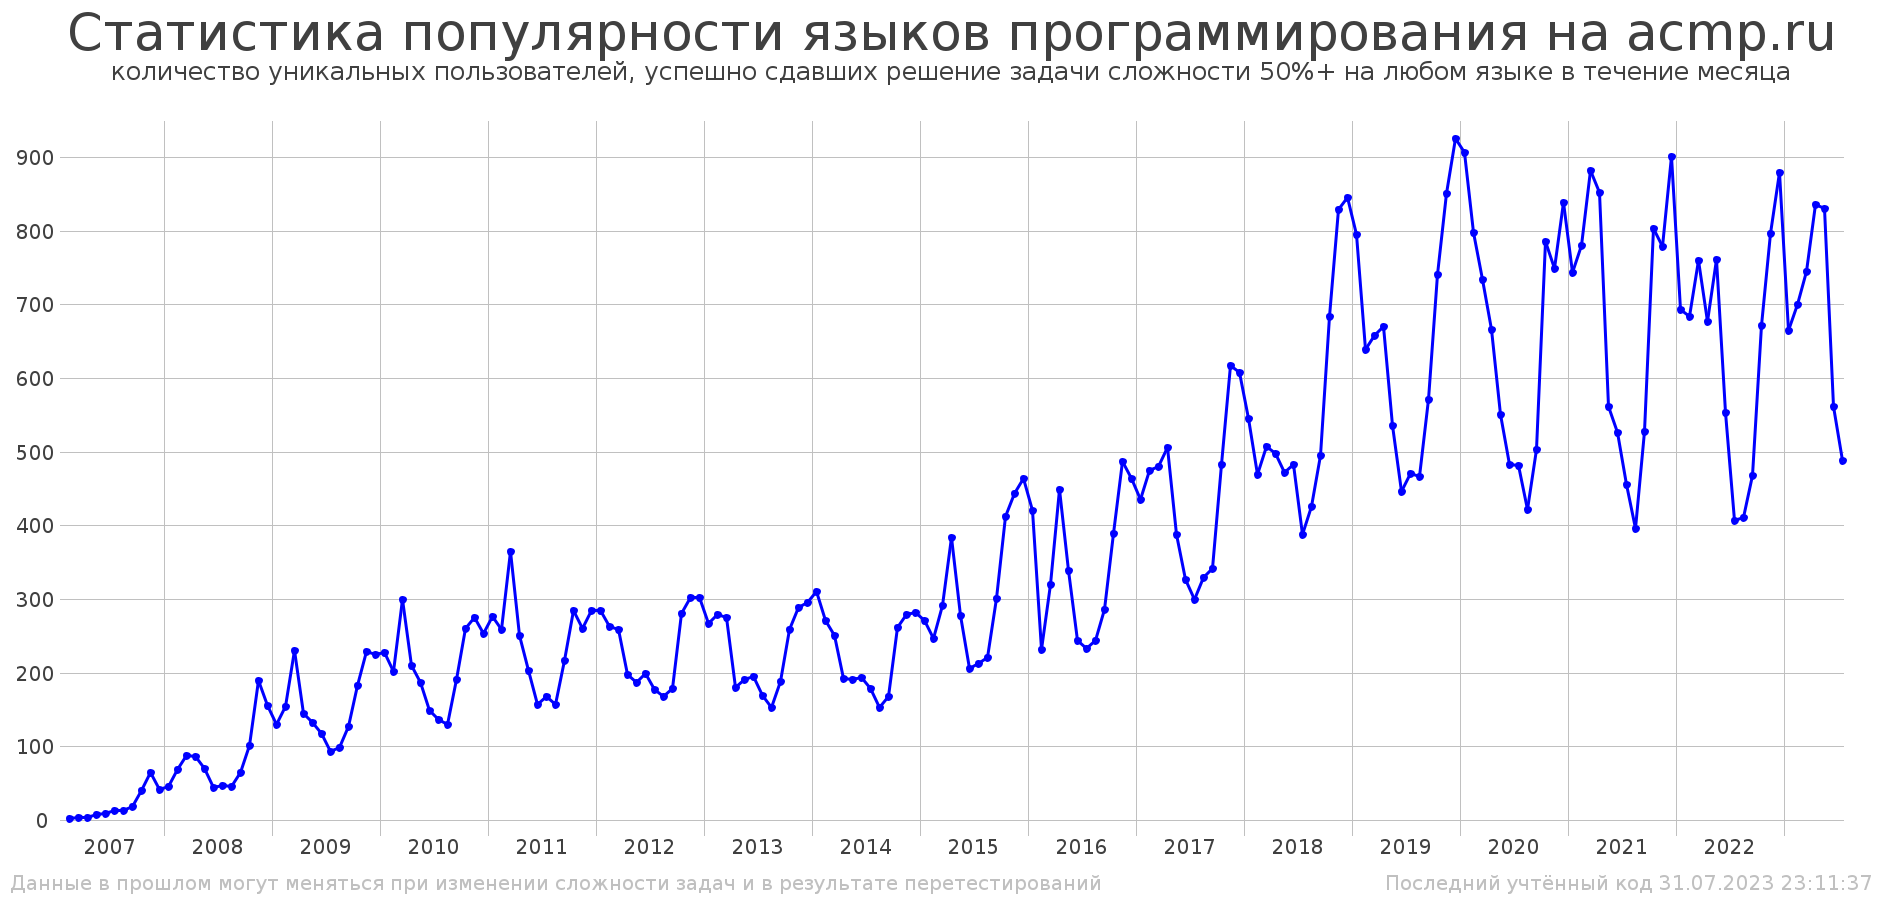 Статистика популярности языков программирования на acmp.ru
количество уникальных пользователей, успешно сдавших решение задачи сложности 50%+ на любом языке в течение месяца
900
800
700
600
500
400
300
200
100
0
2007 2008 2009 2010 2011 2012 2013 2014 2015 2016 2017 2018 2019 2020 2021 2022
Данные в прошлом могут меняться при изменении сложности задач и в результате перетестирований
Последний учтённый код 31.07.2023 23:11:37